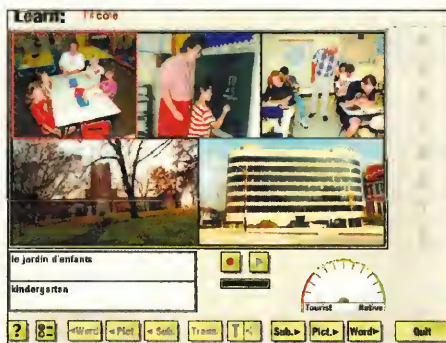 Learn: l'école
le jardin d'enfants
kindergarten
Tourist Native
? ◄Word ◄Pict ◄Sub. Trans. T Sub.► Pict.► Word► Quit